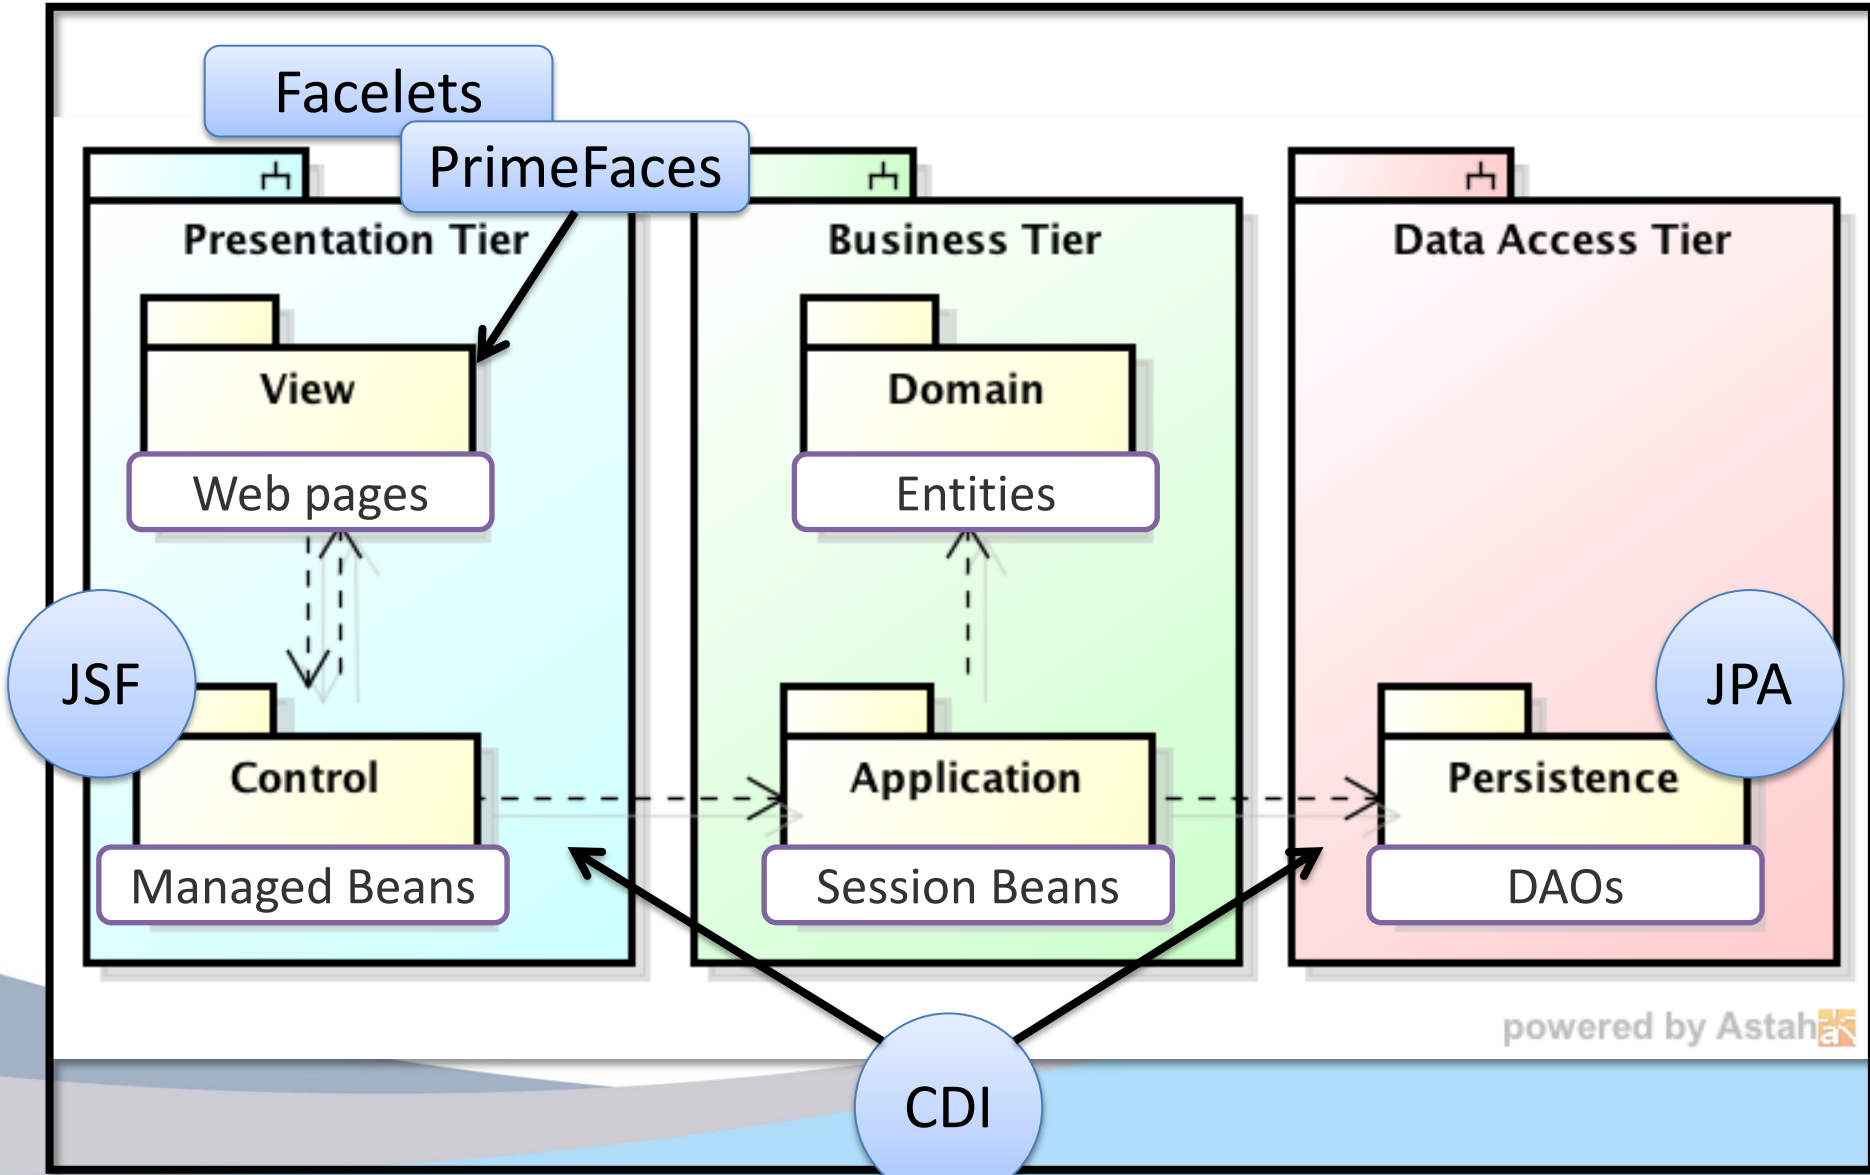 Facelets
PrimeFaces
Presentation Tier
Business Tier
Data Access Tier
View
Domain
Web pages
Entities
JSF
JPA
Control
Application
Persistence
Managed Beans
Session Beans
DAOs
powered by Astah
CDI